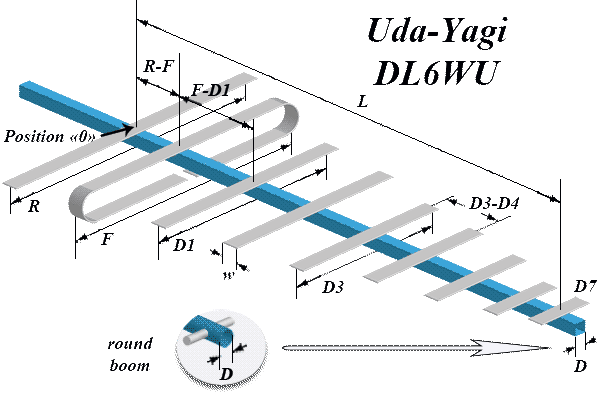 Uda-Yagi
DL6WU
R-F
F-D1
L
Position «0»
R
F
D1
w
D3
D3-D4
D7
round
boom
D
D